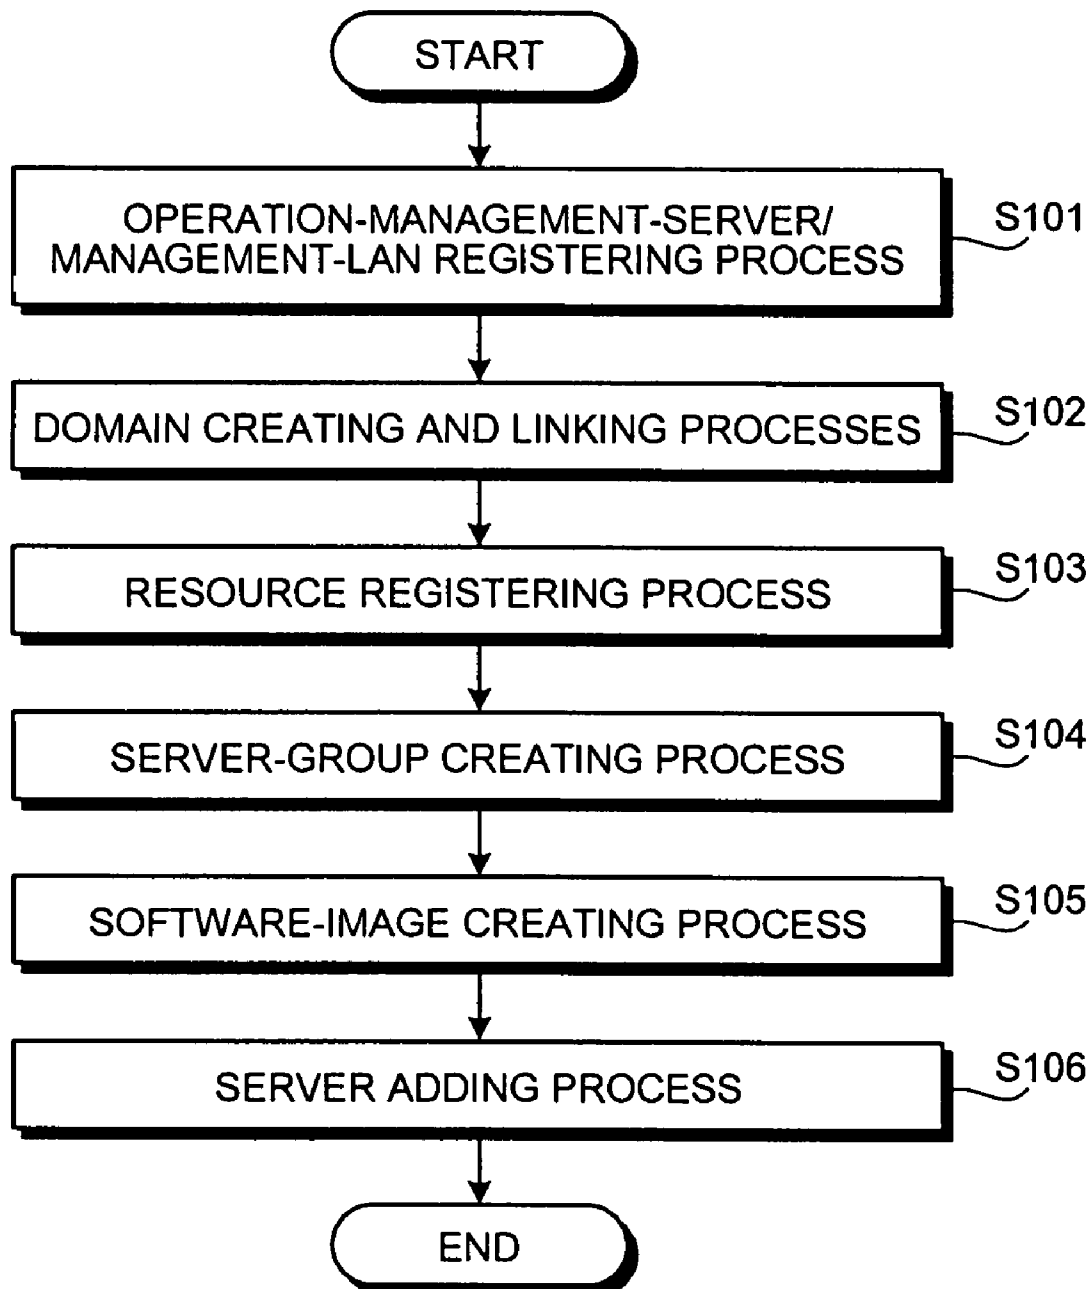 START
OPERATION-MANAGEMENT-SERVER/
MANAGEMENT-LAN REGISTERING PROCESS
S101
DOMAIN CREATING AND LINKING PROCESSES
S102
RESOURCE REGISTERING PROCESS
S103
SERVER-GROUP CREATING PROCESS
S104
SOFTWARE-IMAGE CREATING PROCESS
S105
SERVER ADDING PROCESS
S106
END